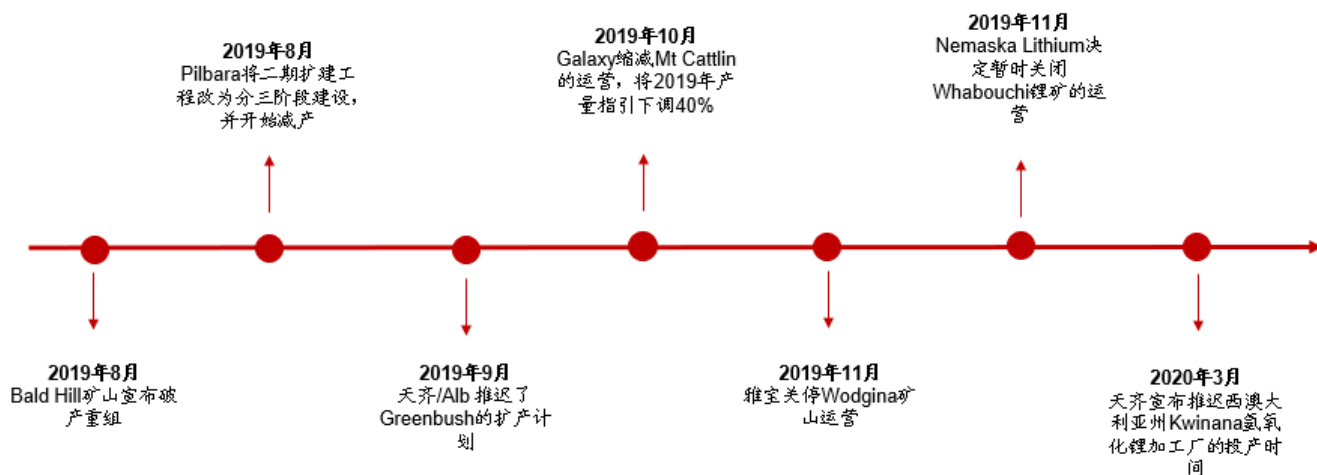 2019年8月
Pilbara将二期扩建工
程改为分三阶段建设，
并开始减产
2019年10月
Galaxy缩减Mt Cattlin
的运营，将2019年产
量指引下调40%
2019年11月
Nemaska Lithium决
定暂时关闭
Whabouchi锂矿的运
营
2019年8月
Bald Hill矿山宣布破
产重组
2019年9月
天齐/Alb 推迟了
Greenbush的扩产计
划
2019年11月
雅宝关停Wodgina矿
山运营
2020年3月
天齐宣布推迟西澳大
利亚州Kwinana氢氧
化锂加工厂的投产时
间